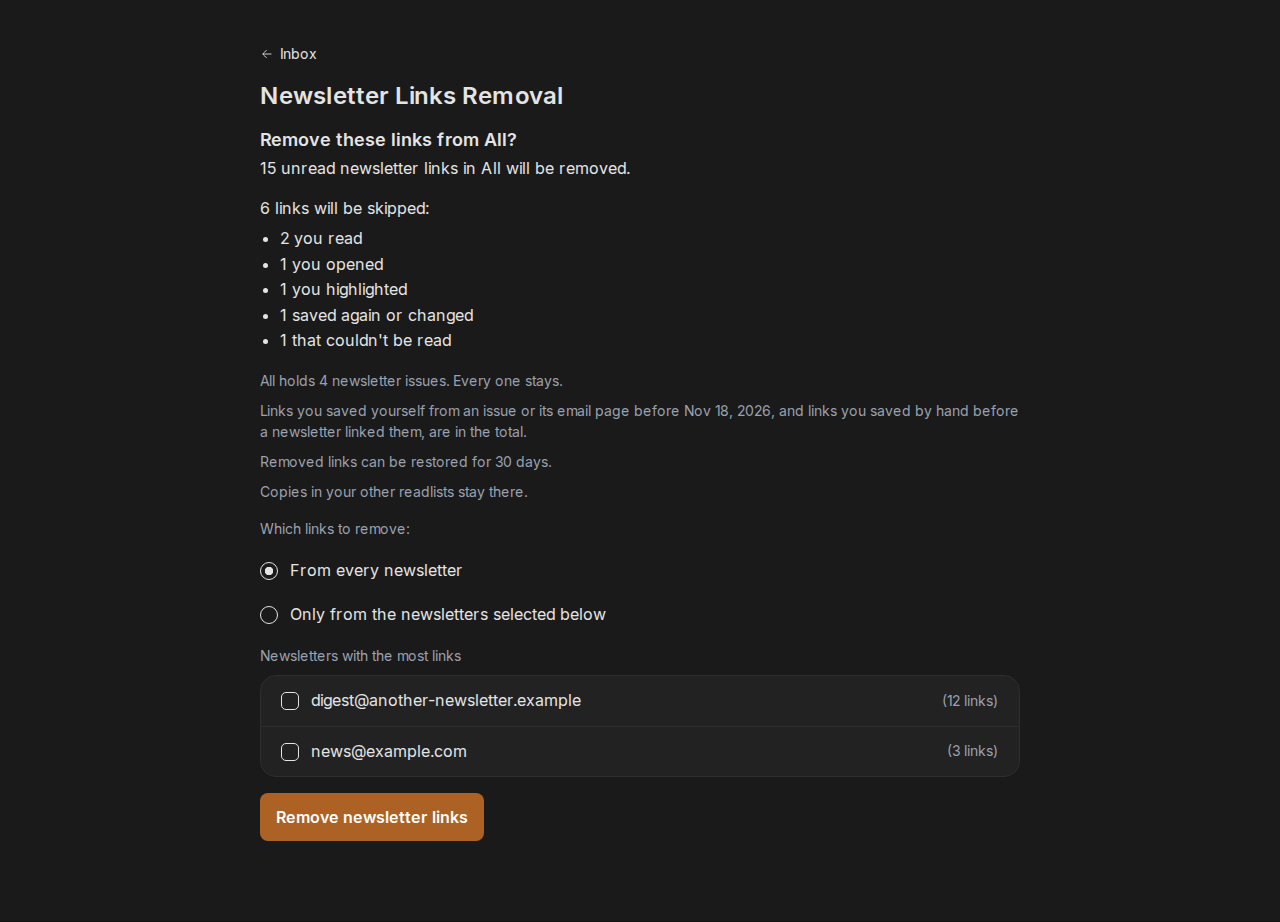 Inbox
Newsletter Links Removal
Remove these links from All?
15 unread newsletter links in All will be removed.
6 links will be skipped:
2 you read
1 you opened
1 you highlighted
1 saved again or changed
1 that couldn't be read
All holds 4 newsletter issues. Every one stays.
Links you saved yourself from an issue or its email page before Nov 18, 2026, and links you saved by hand before
a newsletter linked them, are in the total.
Removed links can be restored for 30 days.
Copies in your other readlists stay there.
Which links to remove:
From every newsletter
Only from the newsletters selected below
Newsletters with the most links
digest@another-newsletter.example (12 links)
news@example.com (3 links)
Remove newsletter links